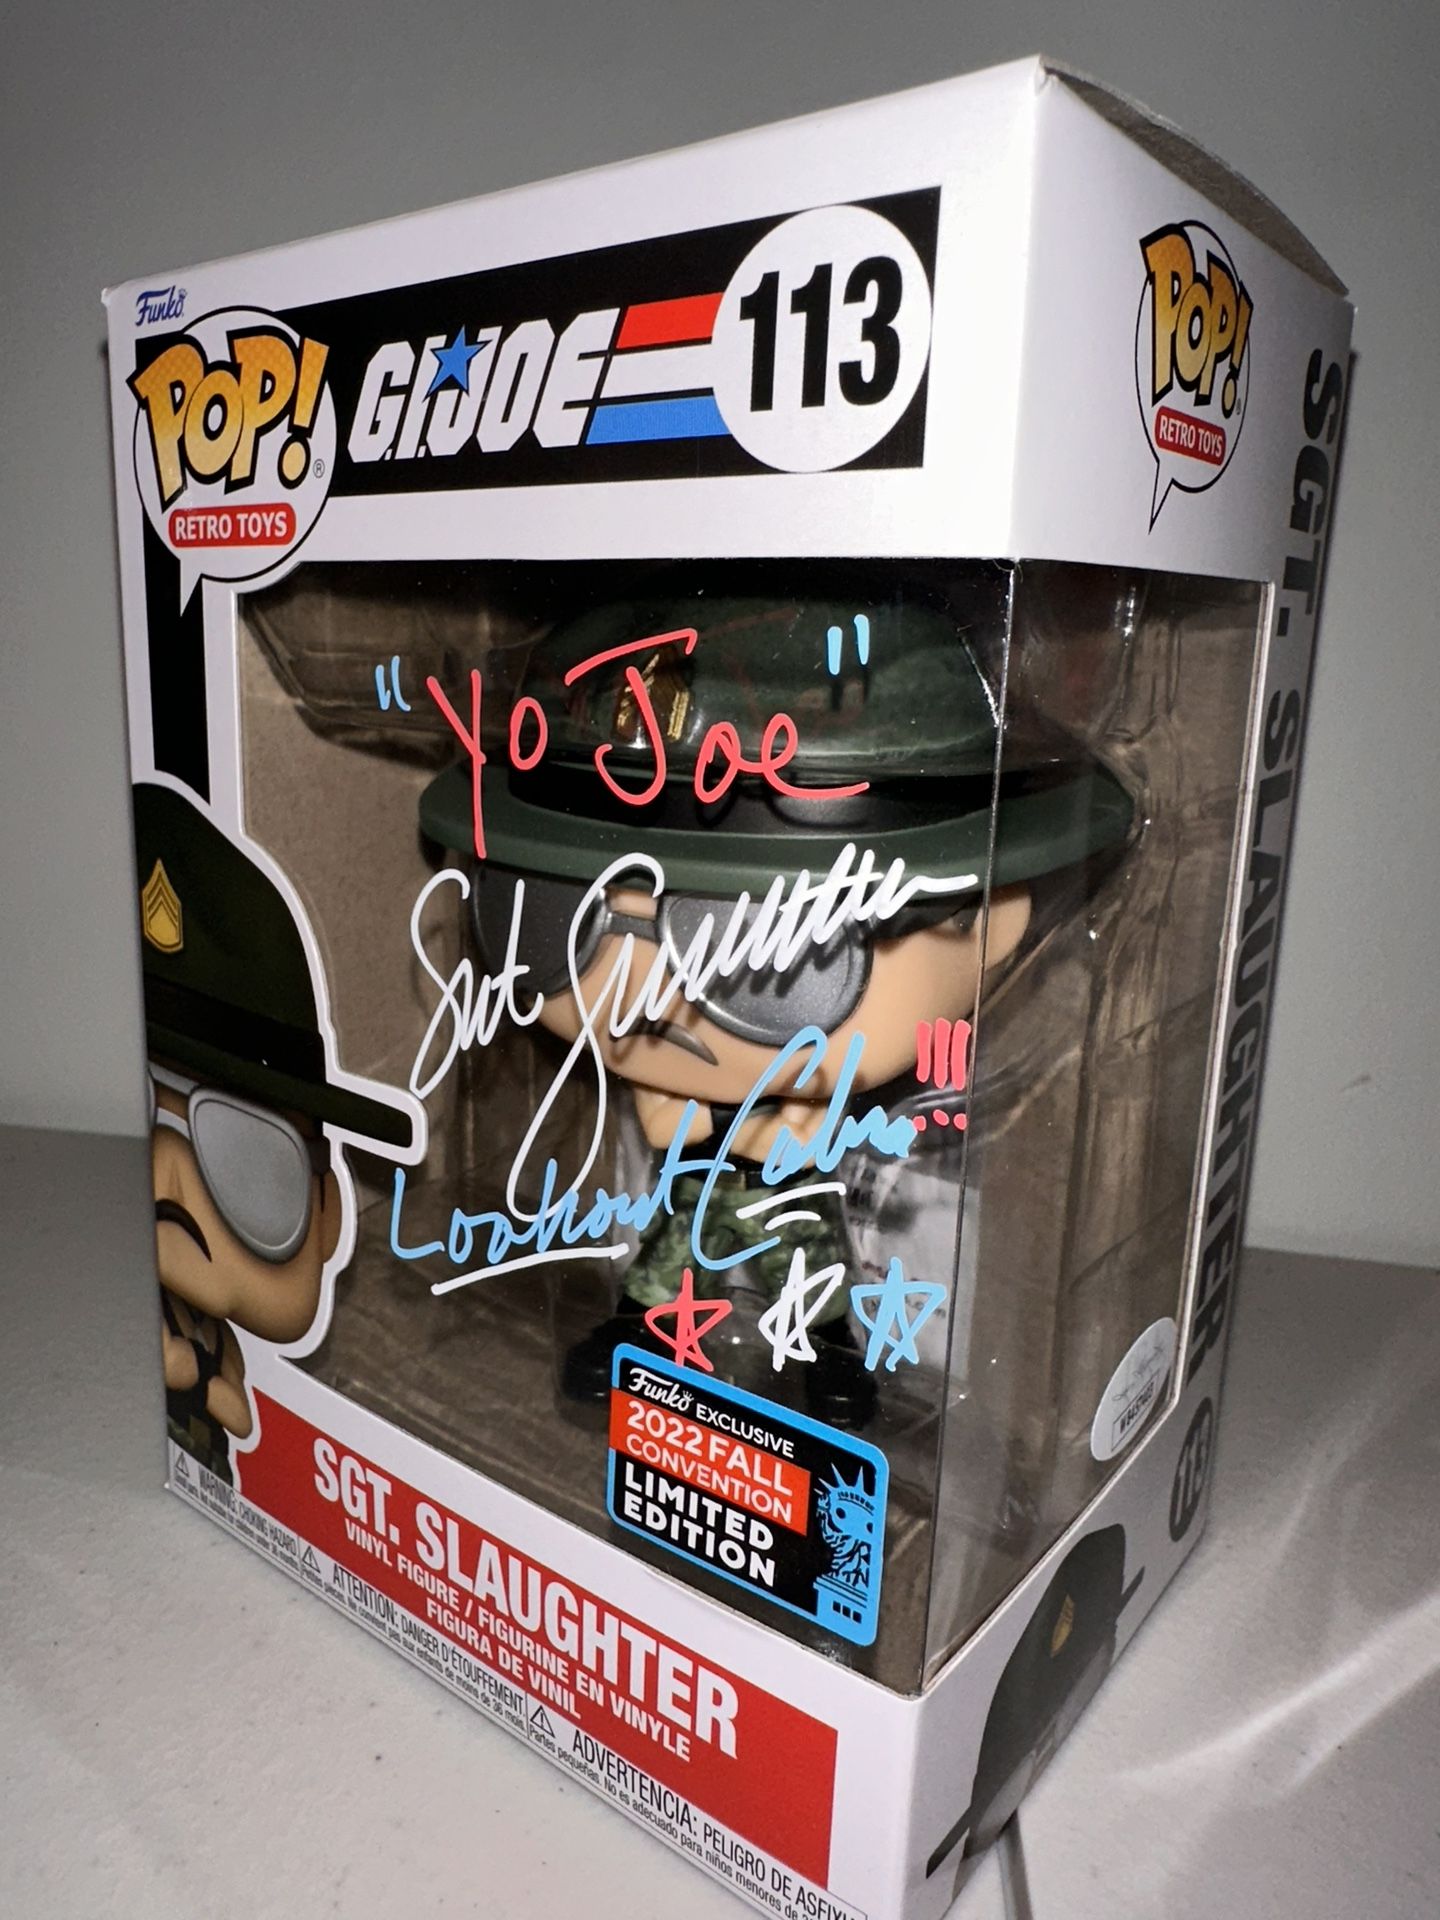 Funko
POP!®
RETRO TOYS
G.I.JOE
113
POP!®
RETRO TOYS
SGT. SLAUGHTER
"Yo Joe"
Sgt Slaughter
Lookout Cobra!!!
Funko EXCLUSIVE
2022 FALL
CONVENTION
LIMITED
EDITION
SGT. SLAUGHTER
VINYL FIGURE / FIGURINE EN VINYLE
FIGURA DE VINIL
WARNING: CHOKING HAZARD
ATTENTION: DANGER D'ÉTOUFFEMENT
ADVERTENCIA: PELIGRO DE ASFIXI
113